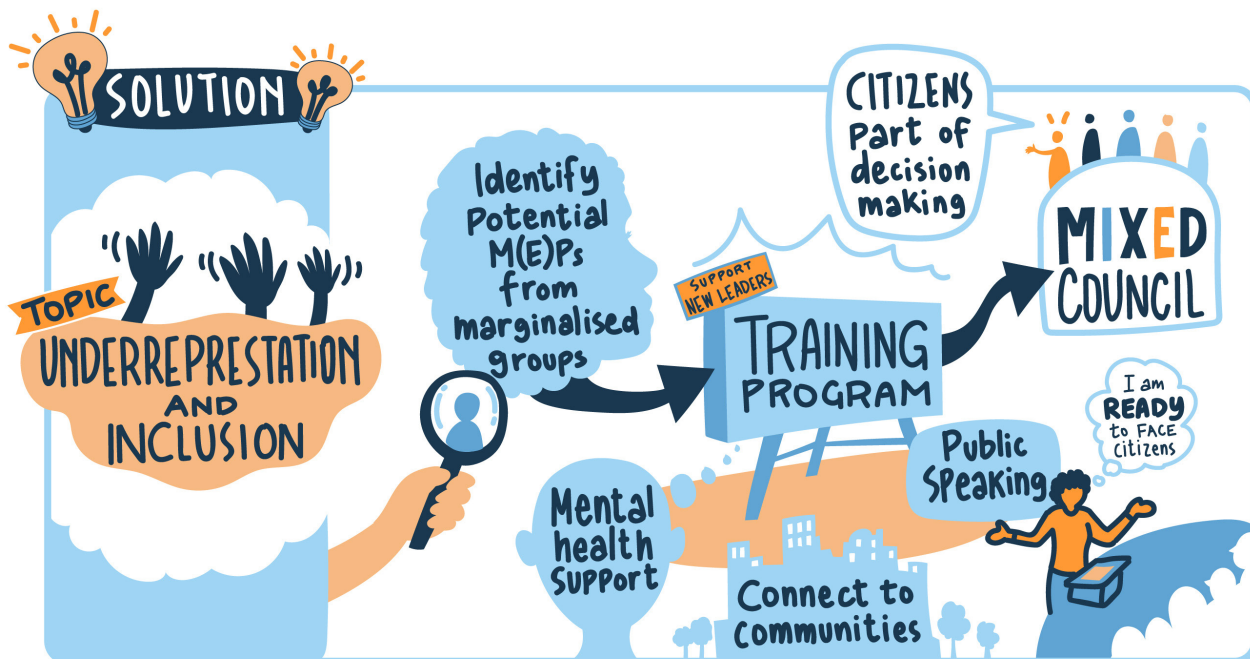 SOLUTION
TOPIC
UNDERREPRESTATION
AND
INCLUSION
Identify
Potential
M(E)Ps
from
marginalised
groups
SUPPORT
NEW LEADERS
TRAINING
PROGRAM
CITIZENS
Part of
decision
making
MIXED
COUNCIL
Mental
health
SUPPORT
Connect to
communities
Public
SPeaking
I am
READY
to FACE
citizens